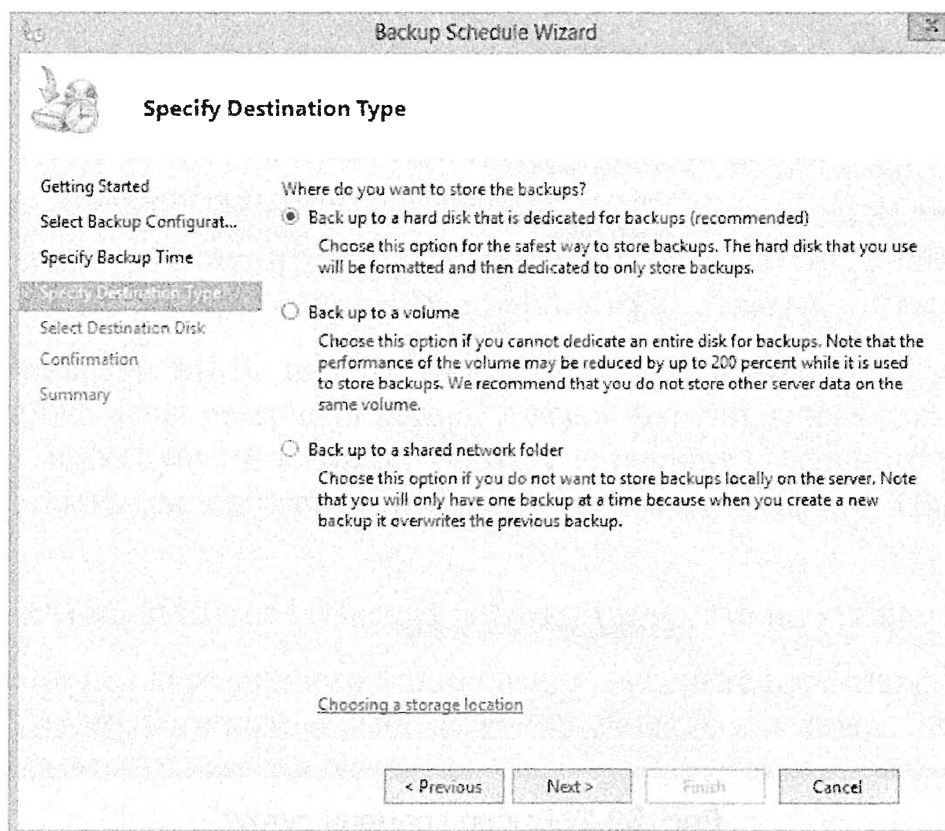 Backup Schedule Wizard
Specify Destination Type
Getting Started
Select Backup Configurat...
Specify Backup Time
Specify Destination Type
Select Destination Disk
Confirmation
Summary
Where do you want to store the backups?
Back up to a hard disk that is dedicated for backups (recommended)
Choose this option for the safest way to store backups. The hard disk that you use
will be formatted and then dedicated to only store backups.
Back up to a volume
Choose this option if you cannot dedicate an entire disk for backups. Note that the
performance of the volume may be reduced by up to 200 percent while it is used
to store backups. We recommend that you do not store other server data on the
same volume.
Back up to a shared network folder
Choose this option if you do not want to store backups locally on the server. Note
that you will only have one backup at a time because when you create a new
backup it overwrites the previous backup.
Choosing a storage location
< Previous
Next >
Finish
Cancel